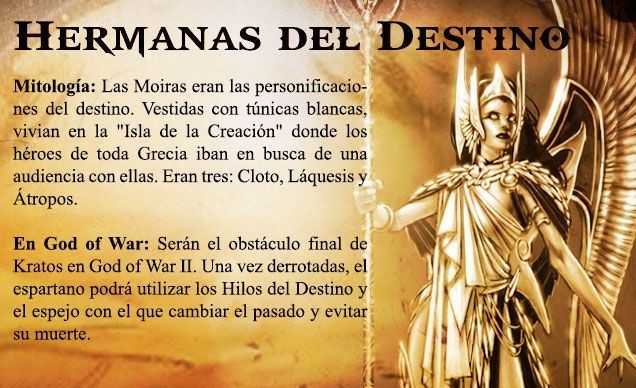 HERMANAS DEL DESTINO
Mitología: Las Moiras eran las personificacio-
nes del destino. Vestidas con túnicas blancas,
vivian en la "Isla de la Creación" donde los
héroes de toda Grecia iban en busca de una
audiencia con ellas. Eran tres: Cloto, Láquesis y
Átropos.
En God of War: Serán el obstáculo final de
Kratos en God of War II. Una vez derrotadas, el
espartano podrá utilizar los Hilos del Destino y
el espejo con el que cambiar el pasado y evitar
su muerte.